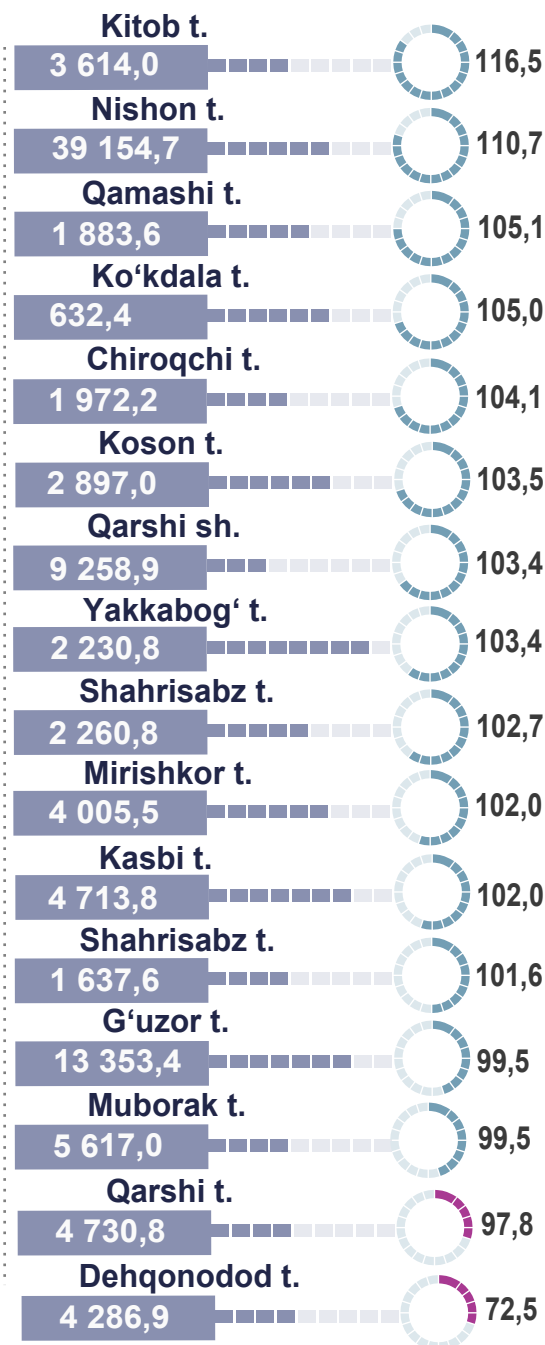 Kitob t.
3 614,0
116,5
Nishon t.
39 154,7
110,7
Qamashi t.
1 883,6
105,1
Ko‘kdala t.
632,4
105,0
Chiroqchi t.
1 972,2
104,1
Koson t.
2 897,0
103,5
Qarshi sh.
9 258,9
103,4
Yakkabog‘ t.
2 230,8
103,4
Shahrisabz t.
2 260,8
102,7
Mirishkor t.
4 005,5
102,0
Kasbi t.
4 713,8
102,0
Shahrisabz t.
1 637,6
101,6
G‘uzor t.
13 353,4
99,5
Muborak t.
5 617,0
99,5
Qarshi t.
4 730,8
97,8
Dehqonodod t.
4 286,9
72,5